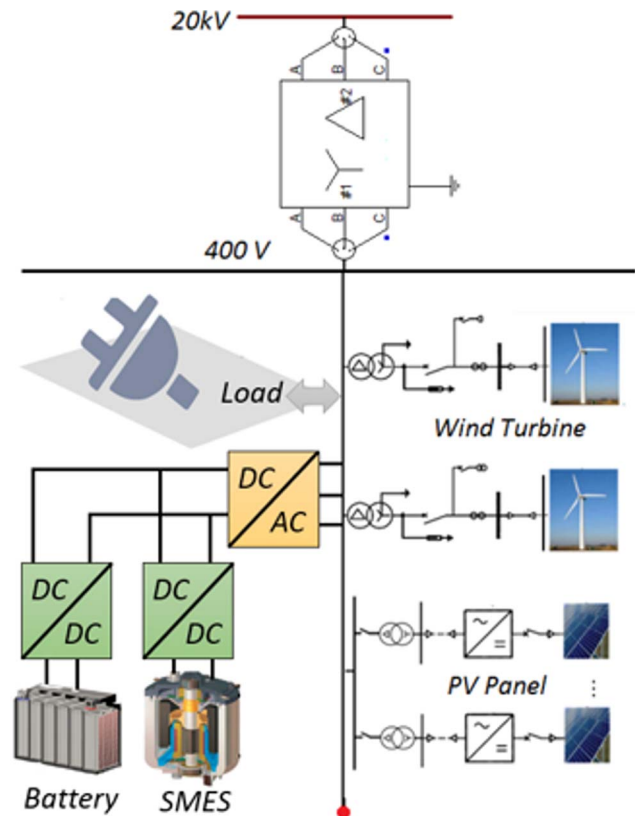 20kV
A B C
#2
#1
A B C
400 V
Load
Wind Turbine
DC
AC
DC
DC
DC
DC
PV Panel
Battery
SMES